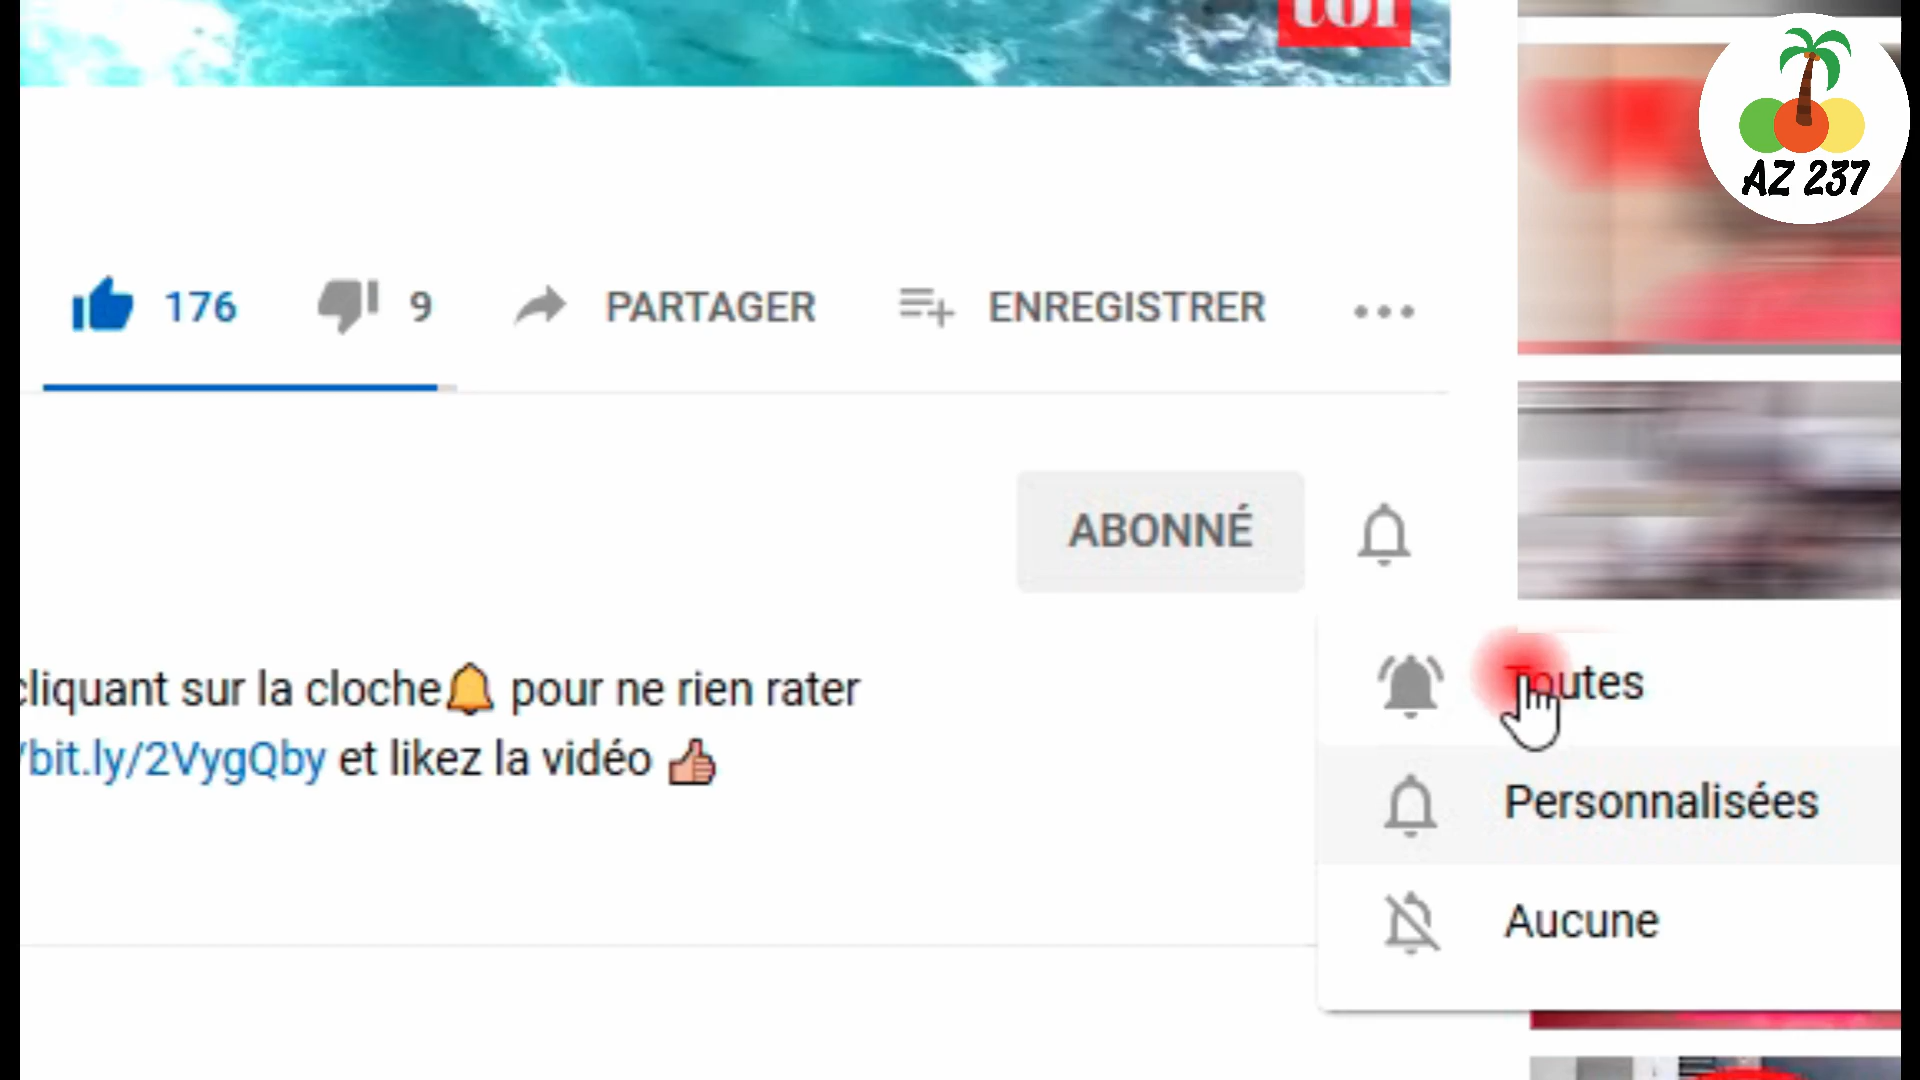 AZ 237
176 9 PARTAGER ENREGISTRER
ABONNÉ
cliquant sur la cloche🔔 pour ne rien rater
/bit.ly/2VygQby et likez la vidéo 👍
Toutes
Personnalisées
Aucune